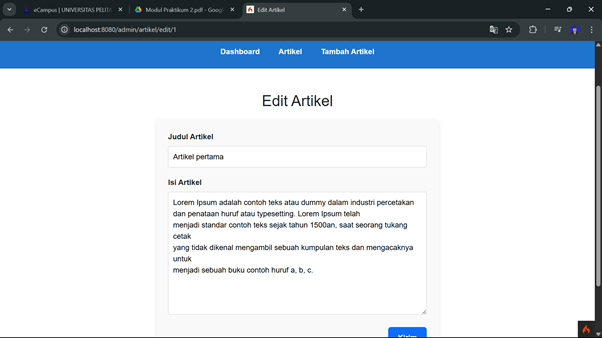 eCampus | UNIVERSITAS PELITA
Modul Praktikum 2.pdf - Goog
Edit Artikel
localhost:8080/admin/artikel/edit/1
Dashboard
Artikel
Tambah Artikel
Edit Artikel
Judul Artikel
Artikel pertama
Isi Artikel
Lorem Ipsum adalah contoh teks atau dummy dalam industri percetakan
dan penataan huruf atau typesetting. Lorem Ipsum telah
menjadi standar contoh teks sejak tahun 1500an, saat seorang tukang
cetak
yang tidak dikenal mengambil sebuah kumpulan teks dan mengacaknya
untuk
menjadi sebuah buku contoh huruf a, b, c.
Kirim